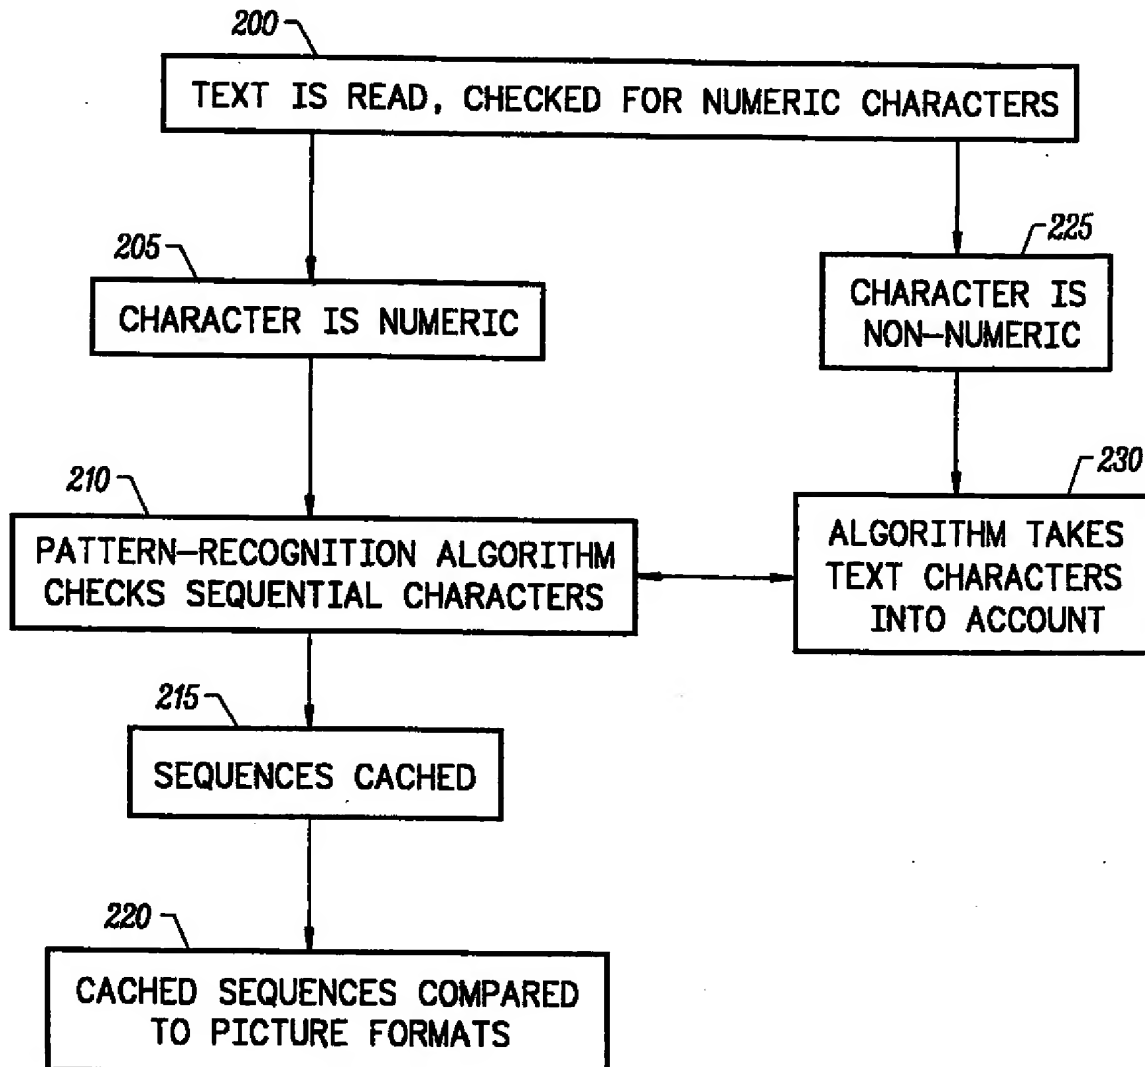 200
TEXT IS READ, CHECKED FOR NUMERIC CHARACTERS
205
CHARACTER IS NUMERIC
225
CHARACTER IS
NON-NUMERIC
210
PATTERN-RECOGNITION ALGORITHM
CHECKS SEQUENTIAL CHARACTERS
230
ALGORITHM TAKES
TEXT CHARACTERS
INTO ACCOUNT
215
SEQUENCES CACHED
220
CACHED SEQUENCES COMPARED
TO PICTURE FORMATS